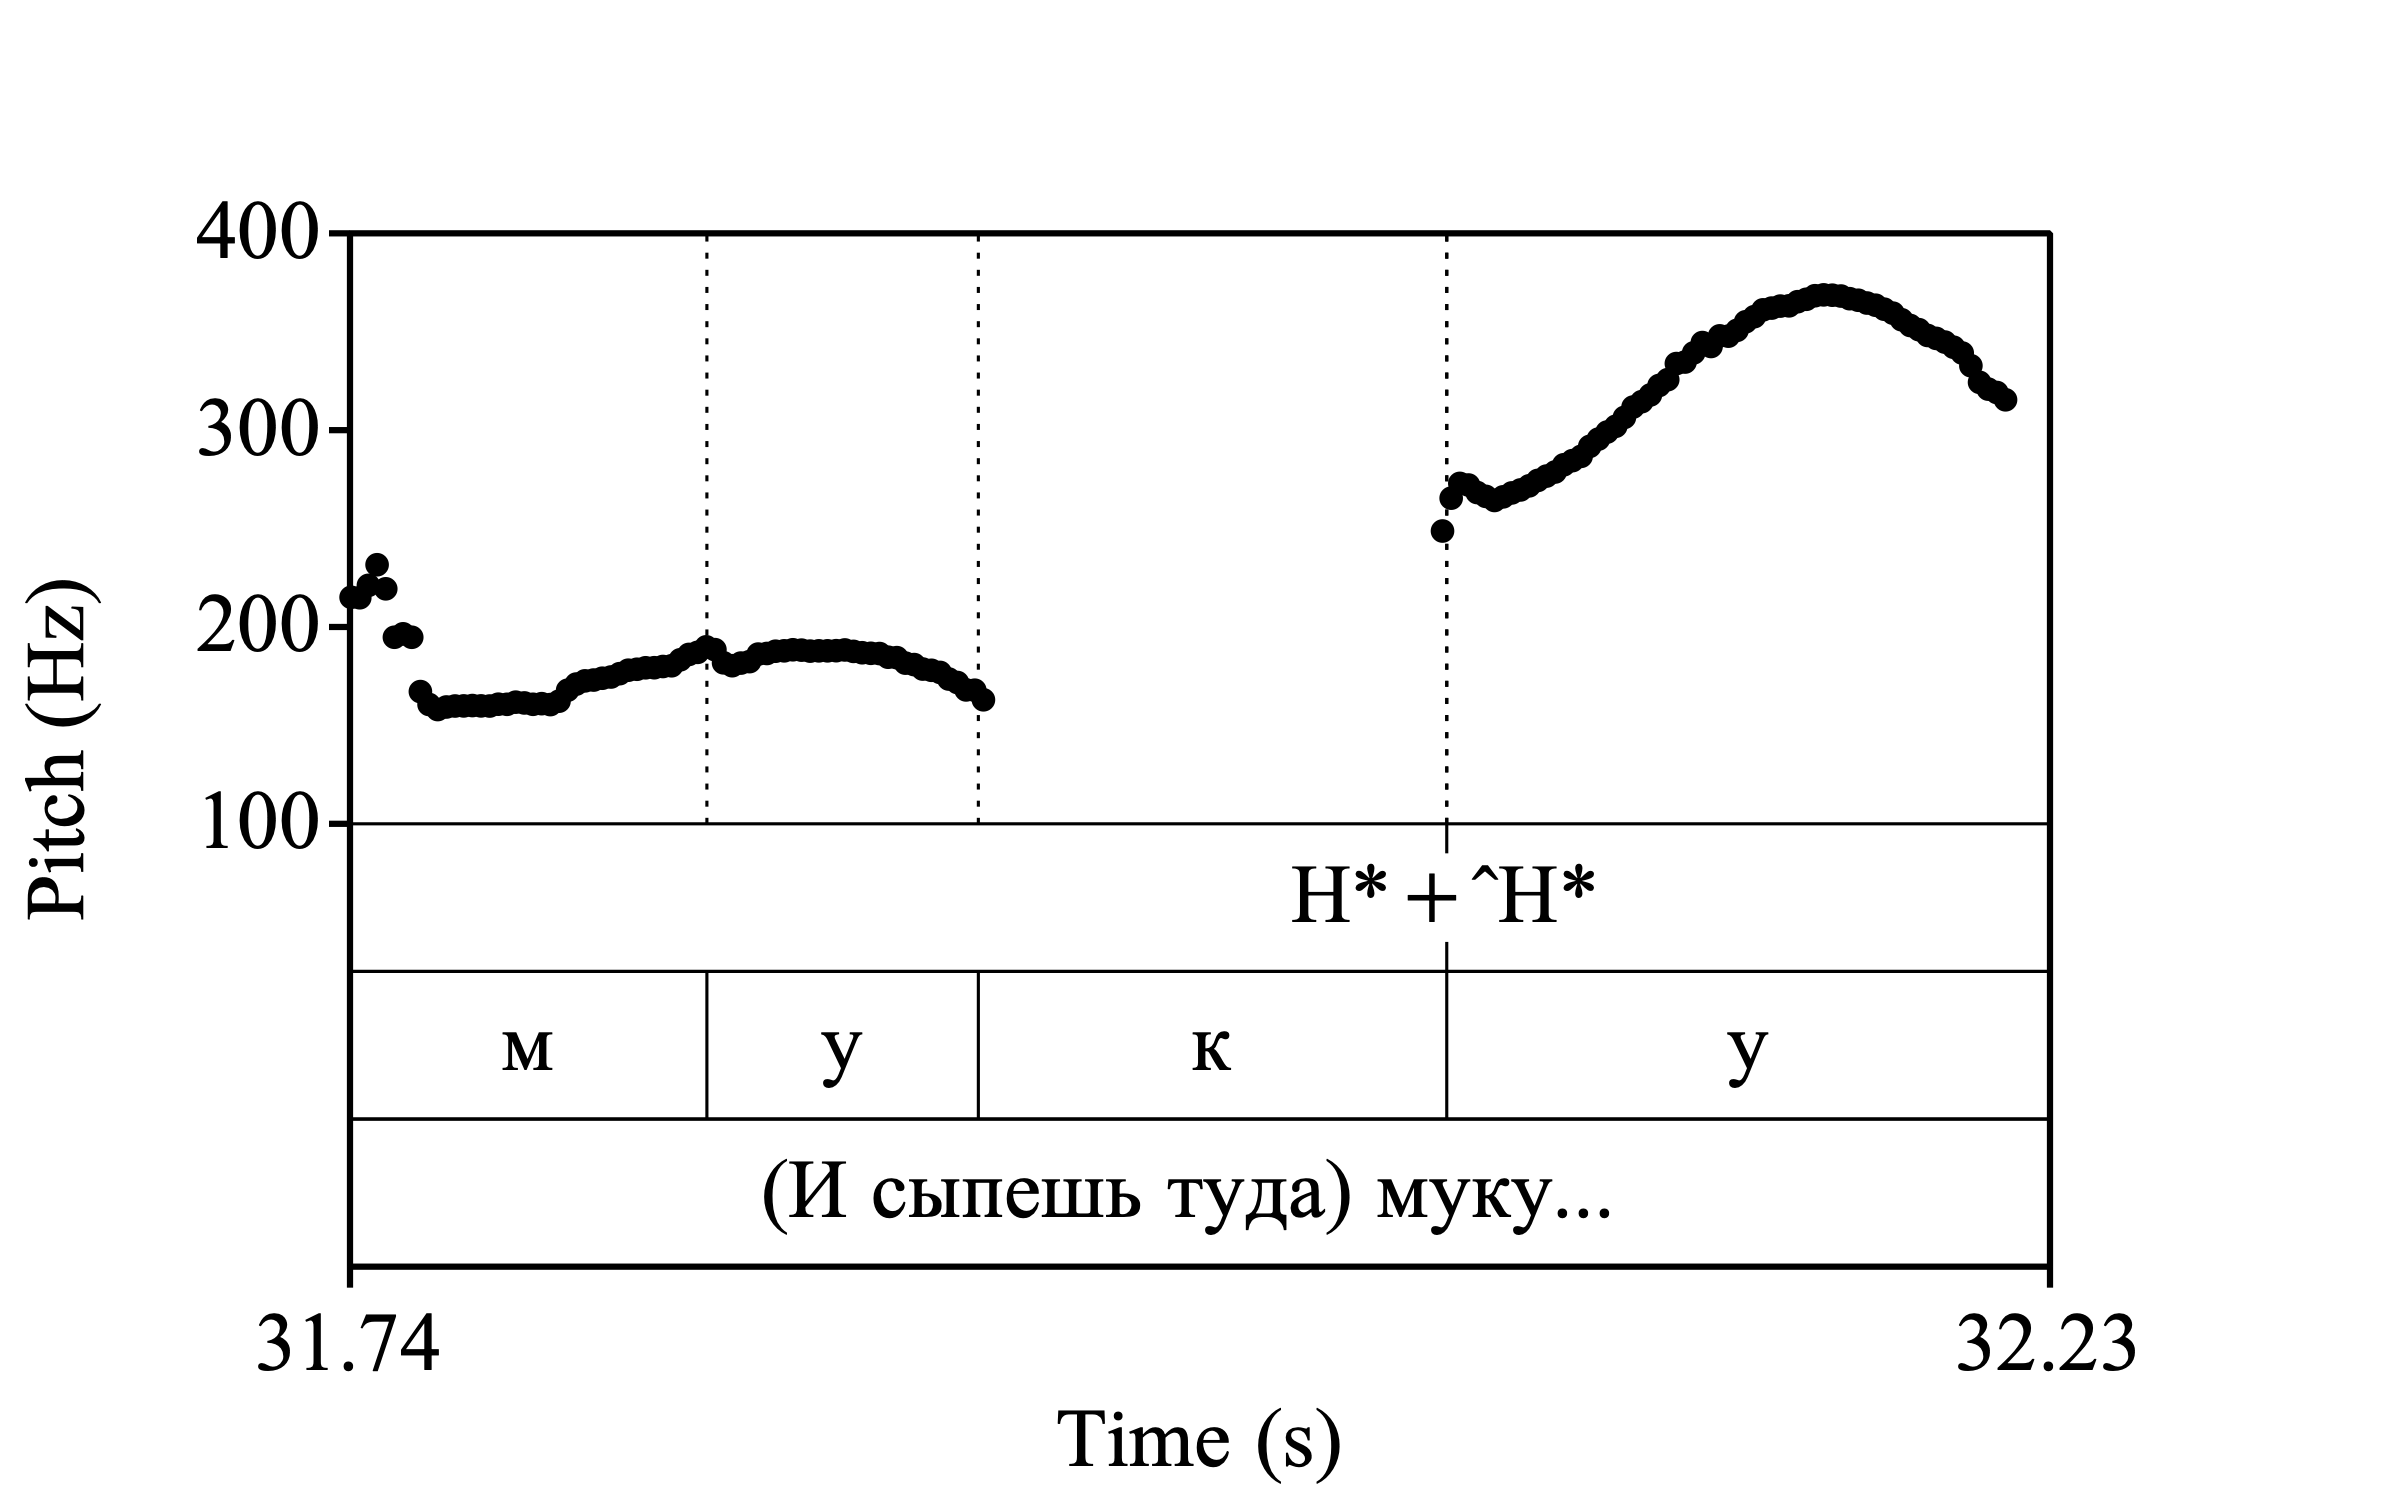 400
300
200
100
Pitch (Hz)
H* + ^H*
м у к у
(И сыпешь туда) муку...
31.74 32.23
Time (s)